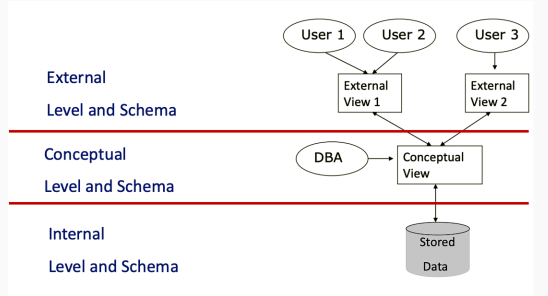 User 1
User 2
User 3
External
Level and Schema
External
View 1
External
View 2
Conceptual
Level and Schema
DBA
Conceptual
View
Internal
Level and Schema
Stored
Data